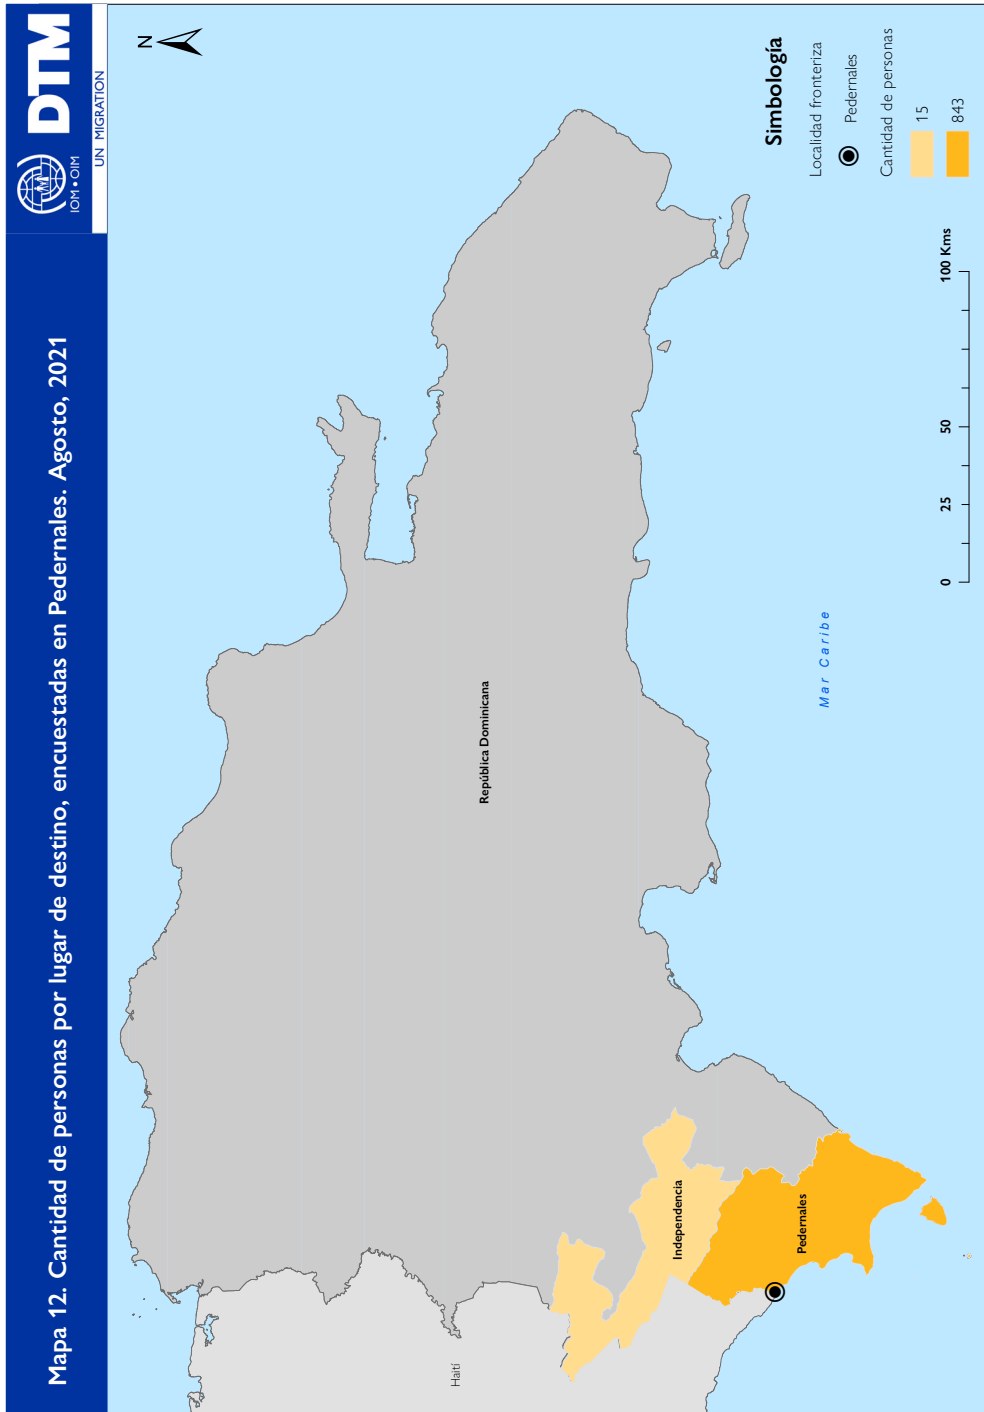 Mapa 12. Cantidad de personas por lugar de destino, encuestadas en Pedernales. Agosto, 2021
IOM • OIM
DTM
UN MIGRATION
N
República Dominicana
Haití
Independencia
Pedernales
Mar Caribe
Simbología
Localidad fronteriza
Pedernales
Cantidad de personas
15
843
0 25 50 100 Kms